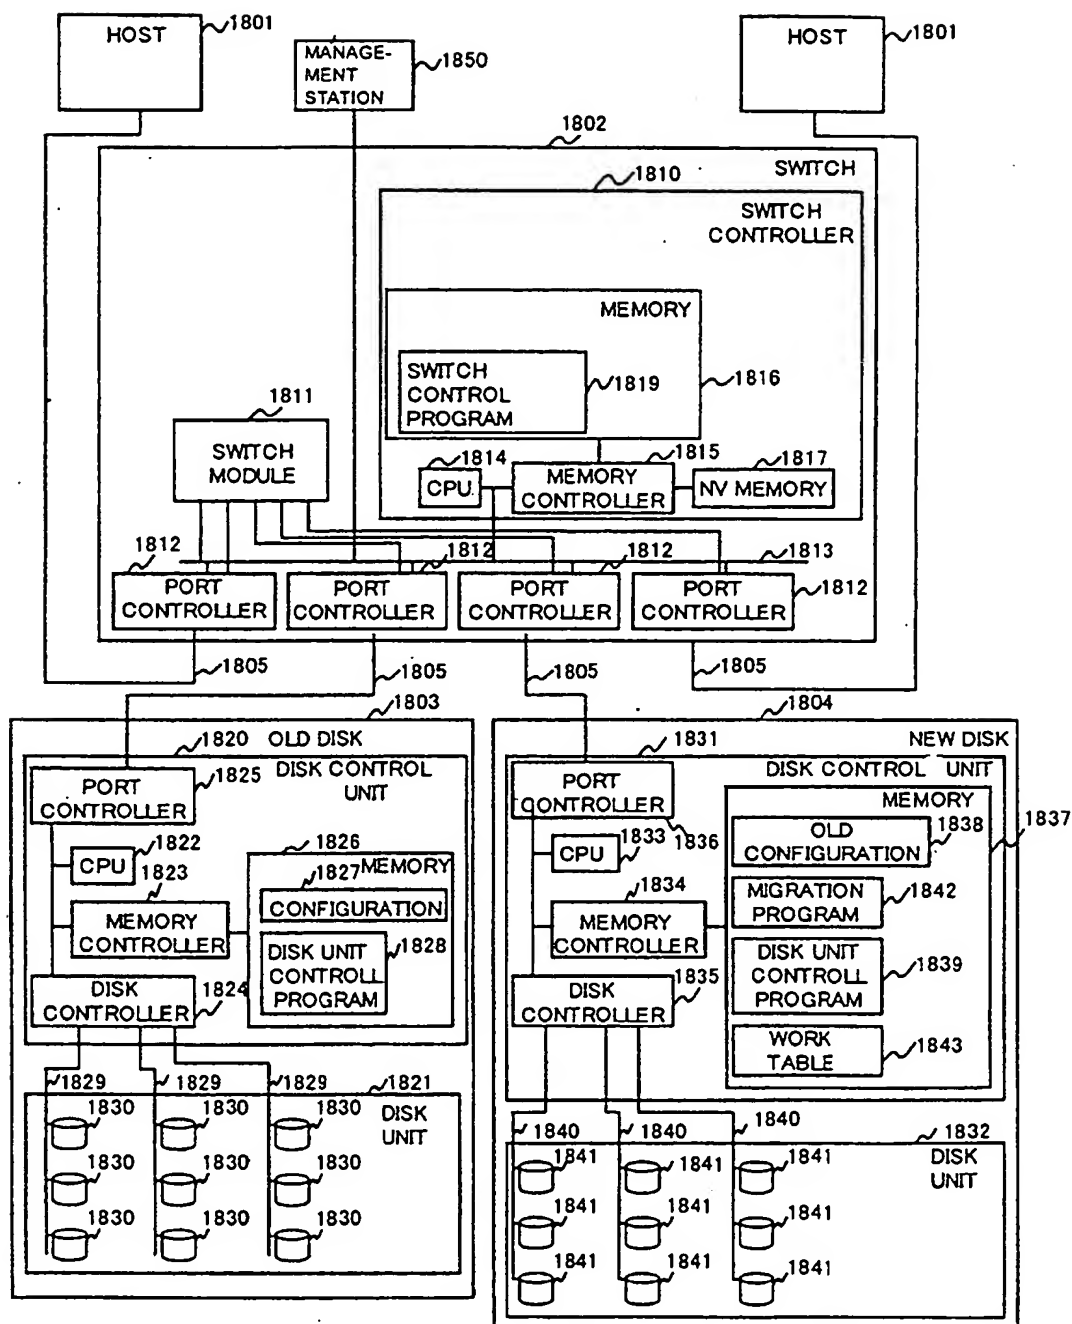 HOST
1801
MANAGE-
MENT
STATION
1850
HOST
1801
1802
SWITCH
1810
SWITCH
CONTROLLER
MEMORY
SWITCH
CONTROL
PROGRAM
1819
1816
1811
SWITCH
MODULE
1814
CPU
1815
MEMORY
CONTROLLER
1817
NV MEMORY
1812
1812
1812
1813
PORT
CONTROLLER
PORT
CONTROLLER
PORT
CONTROLLER
PORT
CONTROLLER
1812
1805
1805
1805
1805
1803
OLD DISK
1820
DISK CONTROL
UNIT
PORT
CONTROLLER
1825
1822
CPU
1823
MEMORY
CONTROLLER
1826
MEMORY
1827
CONFIGURATION
DISK UNIT
CONTROLL
PROGRAM
1828
DISK
CONTROLLER
1824
1829
1829
1829
1821
DISK
UNIT
1830
1830
1830
1830
1830
1830
1830
1830
1830
1804
NEW DISK
1831
DISK CONTROL UNIT
PORT
CONTROLLER
1836
1833
CPU
1834
MEMORY
CONTROLLER
MEMORY
1837
OLD
CONFIGURATION
1838
MIGRATION
PROGRAM
1842
DISK UNIT
CONTROLL
PROGRAM
1839
WORK
TABLE
1843
DISK
CONTROLLER
1835
1840
1840
1840
1832
DISK
UNIT
1841
1841
1841
1841
1841
1841
1841
1841
1841